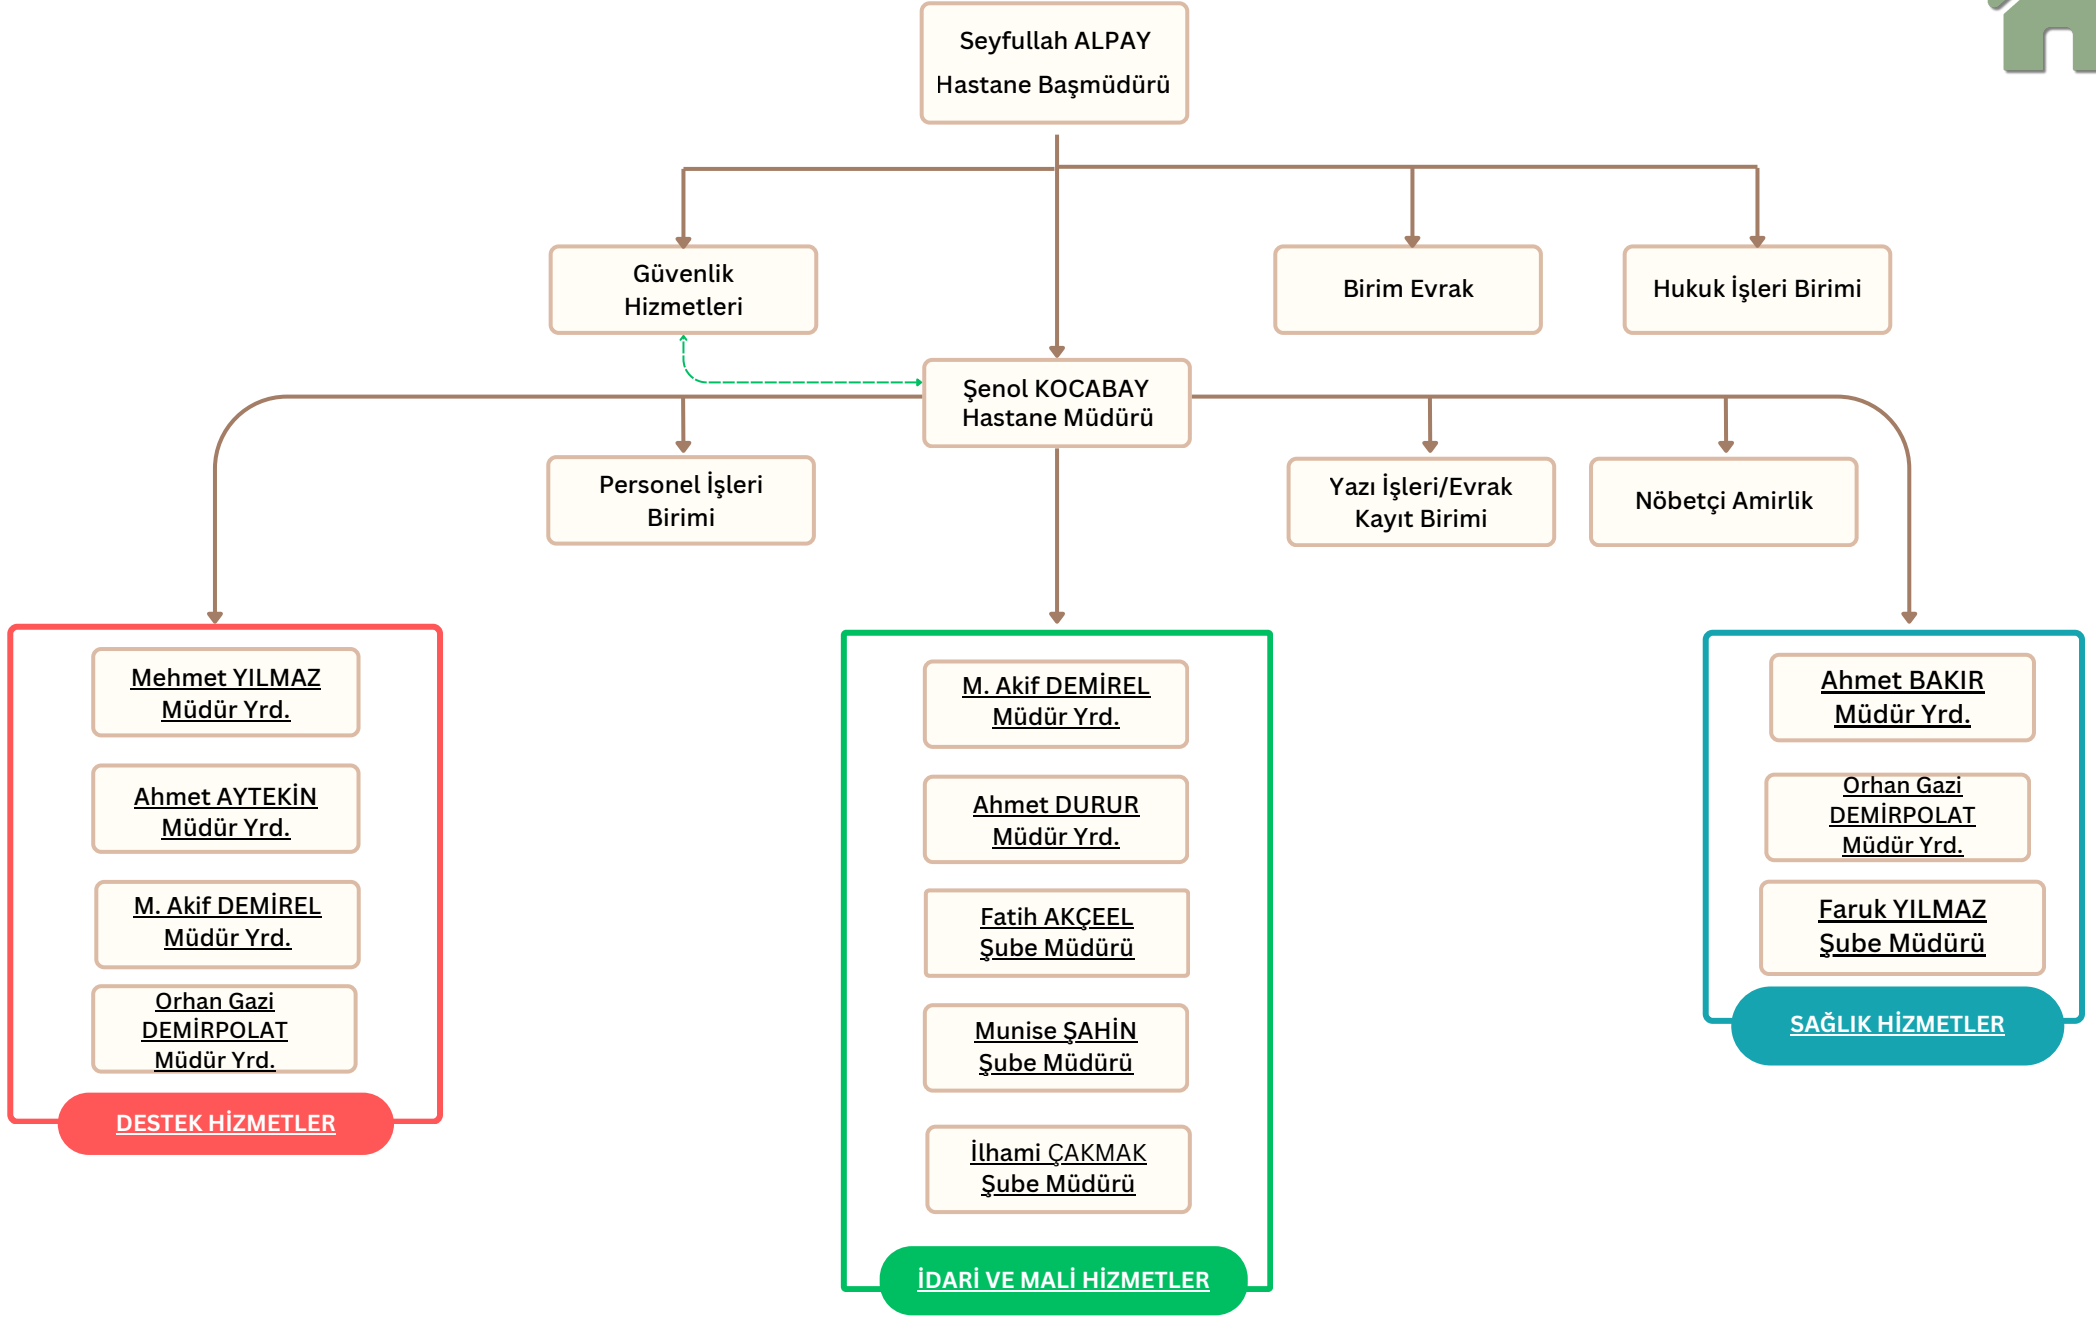 Seyfullah ALPAY
Hastane Başmüdürü
Güvenlik
Hizmetleri
Birim Evrak
Hukuk İşleri Birimi
Şenol KOCABAY
Hastane Müdürü
Personel İşleri
Birimi
Yazı İşleri/Evrak
Kayıt Birimi
Nöbetçi Amirlik
Mehmet YILMAZ
Müdür Yrd.
Ahmet AYTEKİN
Müdür Yrd.
M. Akif DEMİREL
Müdür Yrd.
Orhan Gazi
DEMİRPOLAT
Müdür Yrd.
DESTEK HİZMETLER
M. Akif DEMİREL
Müdür Yrd.
Ahmet DURUR
Müdür Yrd.
Fatih AKÇEEL
Şube Müdürü
Munise ŞAHİN
Şube Müdürü
İlhami ÇAKMAK
Şube Müdürü
İDARİ VE MALİ HİZMETLER
Ahmet BAKIR
Müdür Yrd.
Orhan Gazi
DEMİRPOLAT
Müdür Yrd.
Faruk YILMAZ
Şube Müdürü
SAĞLIK HİZMETLER